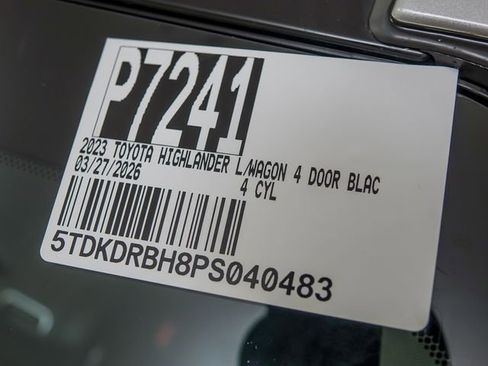 P7241
2023 TOYOTA HIGHLANDER L/WAGON 4 DOOR BLAC
03/27/2026 4 CYL
5TDKDRBH8PS040483